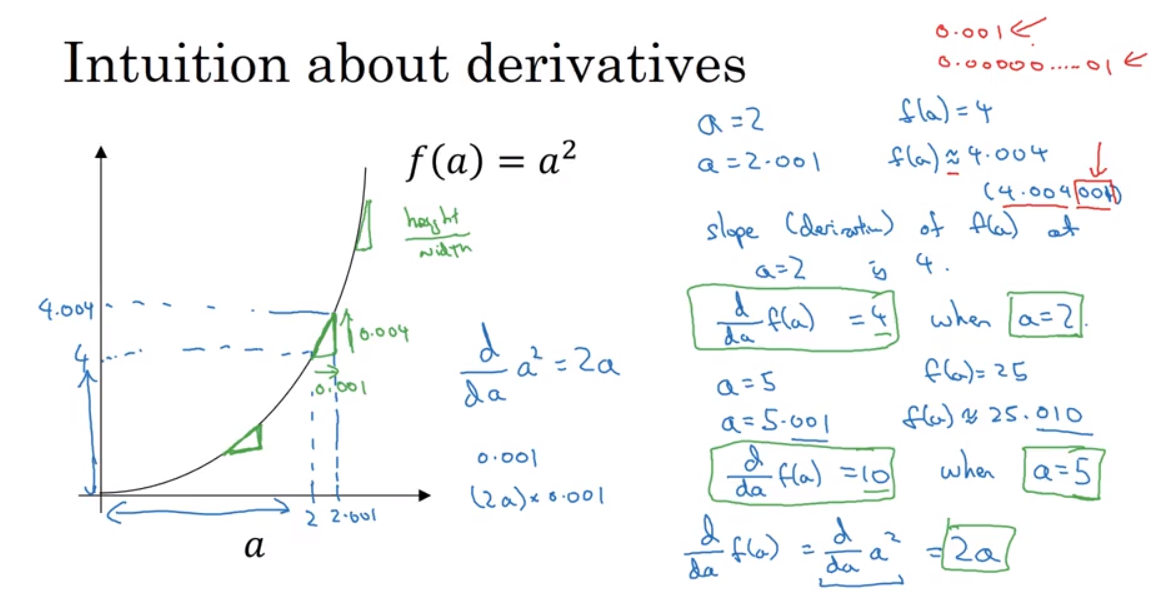 Intuition about derivatives
0.001 ←
0.00000.....01 ←
f(a) = a²
height
width
4.004
4
0.004
0.001
2 2.001
a
d/da a² = 2a
0.001
(2a) × 0.001
a = 2 f(a) = 4
a = 2.001 f(a) ≈ 4.004
(4.004001)
slope (derivative) of f(a) at
a = 2 is 4.
d/da f(a) = 4 when a = 2.
a = 5 f(a) = 25
a = 5.001 f(a) ≈ 25.010
d/da f(a) = 10 when a = 5
d/da f(a) = d/da a² = 2a